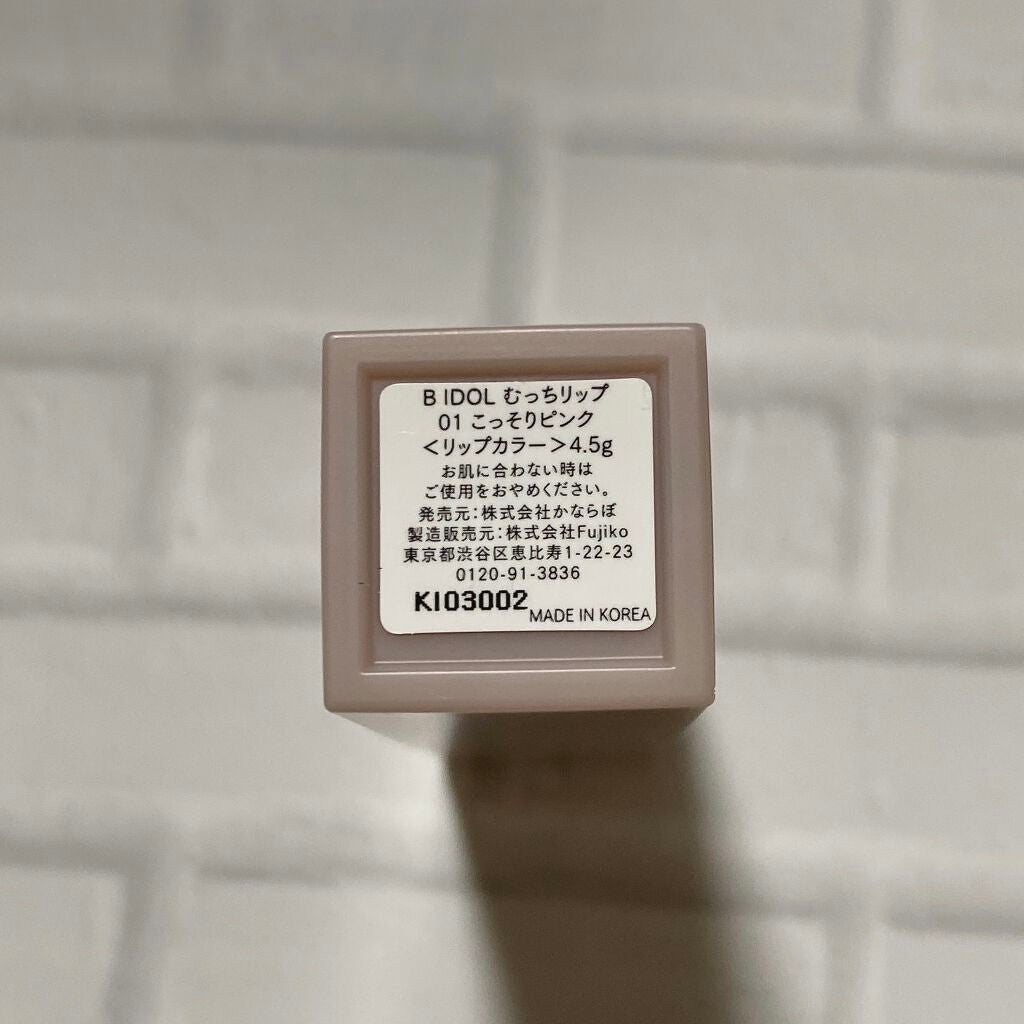 B IDOL むっちリップ
01 こっそりピンク
<リップカラー>4.5g
お肌に合わない時は
ご使用をおやめください。
発売元:株式会社かならぼ
製造販売元:株式会社Fujiko
東京都渋谷区恵比寿1-22-23
0120-91-3836
KI03002 MADE IN KOREA